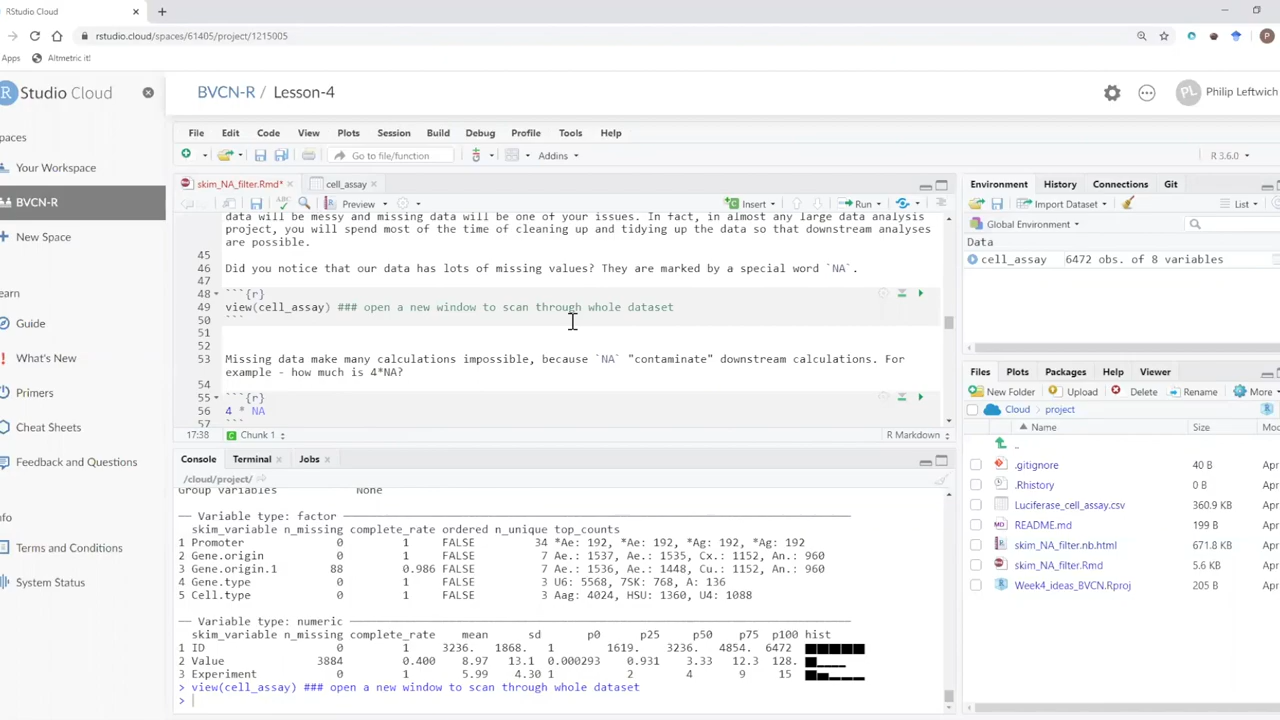 RStudio Cloud
rstudio.cloud/spaces/61405/project/1215005
Apps Altmetric it!
R Studio Cloud
BVCN-R / Lesson-4
PL Philip Leftwich
paces
Your Workspace
BVCN-R
New Space
earn
Guide
What's New
Primers
Cheat Sheets
Feedback and Questions
nfo
Terms and Conditions
System Status
File Edit Code View Plots Session Build Debug Profile Tools Help
Go to file/function Addins R 3.6.0
skim_NA_filter.Rmd* cell_assay
Preview Insert Run
data will be messy and missing data will be one of your issues. In fact, in almost any large data analysis
project you will spend most of the time of cleaning up and tidying up the data so that downstream analyses
are possible.
45
46 Did you notice that our data has lots of missing values? They are marked by a special word `NA`.
47
48 ```{r}
49 view(cell_assay) ### open a new window to scan through whole dataset
50 ```
51
52
53 Missing data make many calculations impossible, because `NA` "contaminate" downstream calculations. For
example - how much is 4*NA?
54
55 ```{r}
56 4 * NA
57 ```
17:38 C Chunk 1 R Markdown
Console Terminal Jobs
/cloud/project/
Group variables None
── Variable type: factor ──
skim_variable n_missing complete_rate ordered n_unique top_counts
1 Promoter 0 1 FALSE 34 *Ae: 192, *Ae: 192, *Ag: 192, *Ag: 192
2 Gene.origin 0 1 FALSE 7 Ae.: 1537, Ae.: 1535, Cx.: 1152, An.: 960
3 Gene.origin.1 88 0.986 FALSE 7 Ae.: 1536, Ae.: 1448, Cu.: 1152, An.: 960
4 Gene.type 0 1 FALSE 3 U6: 5568, 7SK: 768, A: 136
5 Cell.type 0 1 FALSE 3 Aag: 4024, HSU: 1360, U4: 1088
── Variable type: numeric ──
skim_variable n_missing complete_rate mean sd p0 p25 p50 p75 p100 hist
1 ID 0 1 3236. 1868. 1 1619. 3236. 4854. 6472
2 Value 3884 0.400 8.97 13.1 0.000293 0.931 3.33 12.3 128.
3 Experiment 0 1 5.99 4.30 1 2 4 9 15
> view(cell_assay) ### open a new window to scan through whole dataset
>
Environment History Connections Git
Import Dataset List
Global Environment
Data
cell_assay 6472 obs. of 8 variables
Files Plots Packages Help Viewer
New Folder Upload Delete Rename More
Cloud project
Name Size Mo
..
.gitignore 40 B Apr
.Rhistory 0 B Apr
Luciferase_cell_assay.csv 360.9 KB Apr
README.md 199 B Apr
skim_NA_filter.nb.html 671.8 KB Apr
skim_NA_filter.Rmd 5.6 KB Apr
Week4_ideas_BVCN.Rproj 205 B Apr